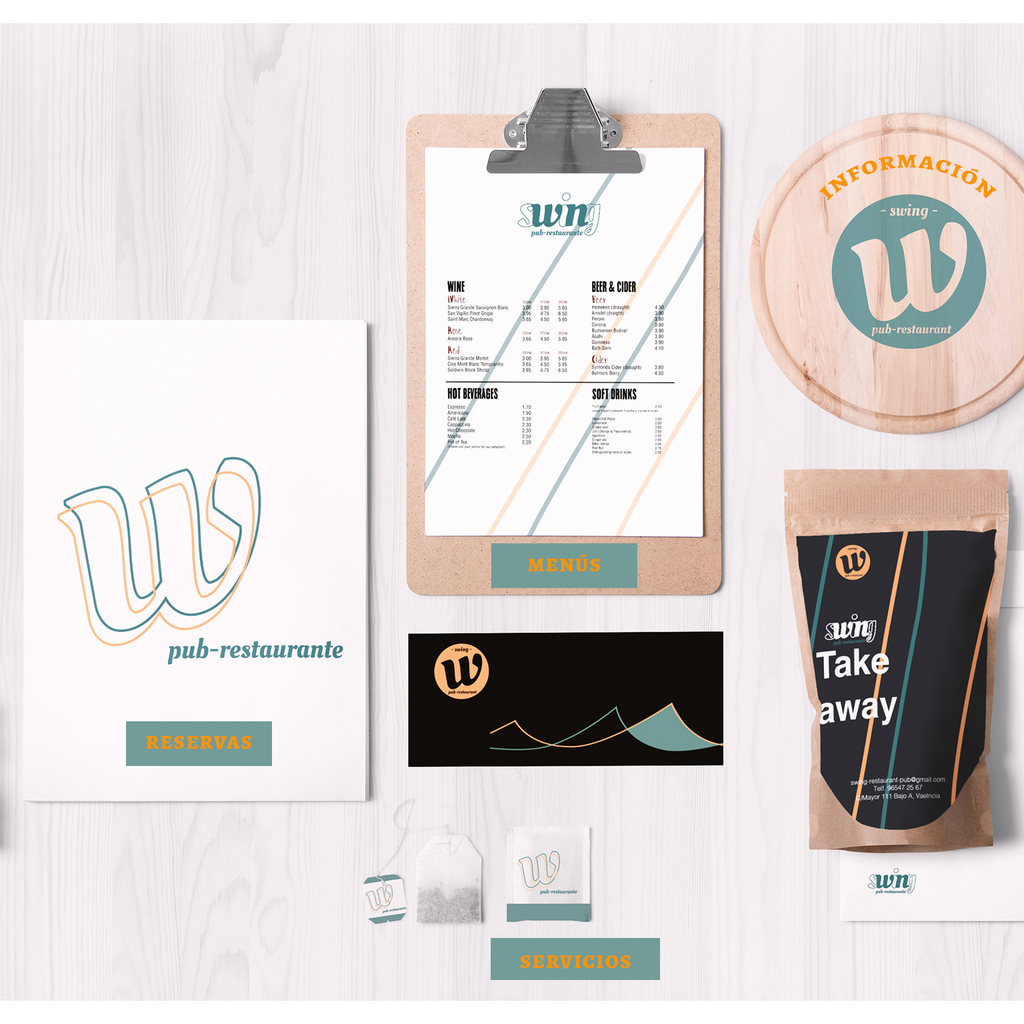 swing
pub-restaurante
WINE
White
Sierra Grande Sauvignon Blanc 3.00 3.95 5.65
San Vigilio Pinot Grigio 3.95 4.75 6.50
Saint Marc Chardonnay 3.65 4.50 5.95
Rose
Ancora Rose 3.65 4.50 5.95
Red
Sierra Grande Merlot 3.00 3.95 5.65
Clos Mont Blanc Tempranillo 3.65 4.50 5.95
Soldiers Block Shiraz 3.95 4.75 6.50
BEER & CIDER
Beer
Heineken (draught) 4.30
Amstel (draught) 3.90
Peroni 3.80
Corona 3.80
Budweiser Budvar 3.90
Asahi 3.80
Guinness 3.90
Bath Gem 4.10
Cider
Symonds Cider (draught) 3.80
Bulmers Berry 4.50
HOT BEVERAGES
Espresso 1.70
Americano 1.90
Café Late 2.30
Cappuccino 2.30
Hot Chocolate 2.30
Mocha 2.50
Pot of Tea 2.20
SOFT DRINKS
MENÚS
INFORMACIÓN
- swing -
W
pub-restaurant
W
pub-restaurante
RESERVAS
- swing -
W
pub-restaurant
W
swing
Take
away
swing-restaurant-pub@gmail.com
Telf. 96547 25 67
C/Mayor 111 Bajo A, Vaelncia
W
pub-restaurante
W
pub-restaurante
SERVICIOS
swing
pub-restaurante